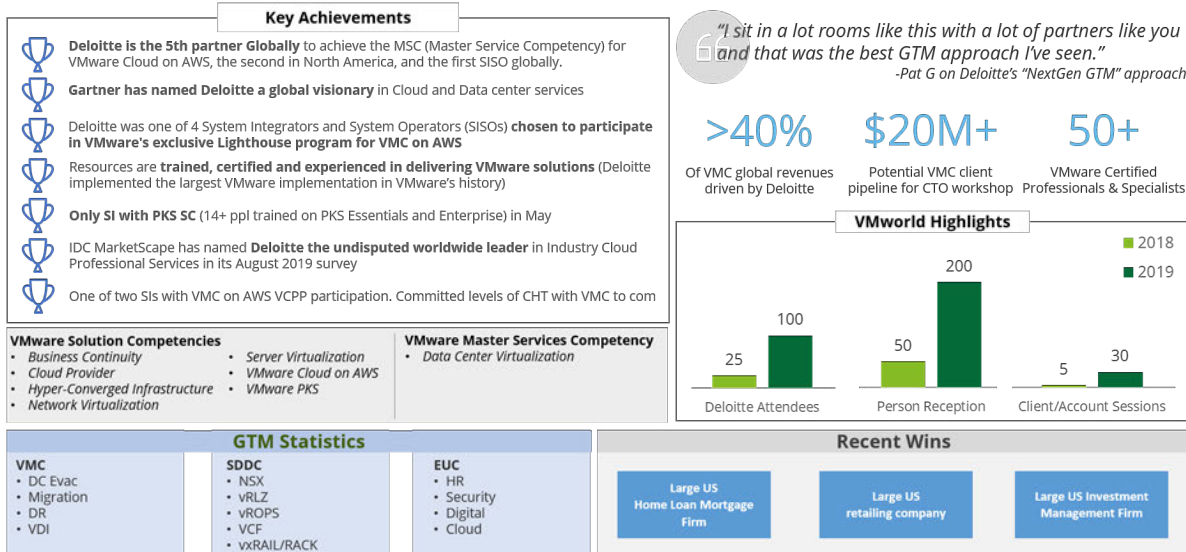 Key Achievements
Deloitte is the 5th partner Globally to achieve the MSC (Master Service Competency) for
VMware Cloud on AWS, the second in North America, and the first SISO globally.
Gartner has named Deloitte a global visionary in Cloud and Data center services
Deloitte was one of 4 System Integrators and System Operators (SISOs) chosen to participate
in VMware's exclusive Lighthouse program for VMC on AWS
Resources are trained, certified and experienced in delivering VMware solutions (Deloitte
implemented the largest VMware implementation in VMware’s history)
Only SI with PKS SC (14+ ppl trained on PKS Essentials and Enterprise) in May
IDC MarketScape has named Deloitte the undisputed worldwide leader in Industry Cloud
Professional Services in its August 2019 survey
One of two SIs with VMC on AWS VCPP participation. Committed levels of CHT with VMC to com
“I sit in a lot rooms like this with a lot of partners like you
and that was the best GTM approach I’ve seen.”
-Pat G on Deloitte’s “NextGen GTM” approach
>40%
Of VMC global revenues
driven by Deloitte
$20M+
Potential VMC client
pipeline for CTO workshop
50+
VMware Certified
Professionals & Specialists
VMworld Highlights
2018
2019
25
100
Deloitte Attendees
50
200
Person Reception
5
30
Client/Account Sessions
VMware Solution Competencies
• Business Continuity
• Cloud Provider
• Hyper-Converged Infrastructure
• Network Virtualization
• Server Virtualization
• VMware Cloud on AWS
• VMware PKS
VMware Master Services Competency
• Data Center Virtualization
GTM Statistics
VMC
• DC Evac
• Migration
• DR
• VDI
SDDC
• NSX
• vRLZ
• vROPS
• VCF
• vxRAIL/RACK
EUC
• HR
• Security
• Digital
• Cloud
Recent Wins
Large US
Home Loan Mortgage
Firm
Large US
retailing company
Large US Investment
Management Firm